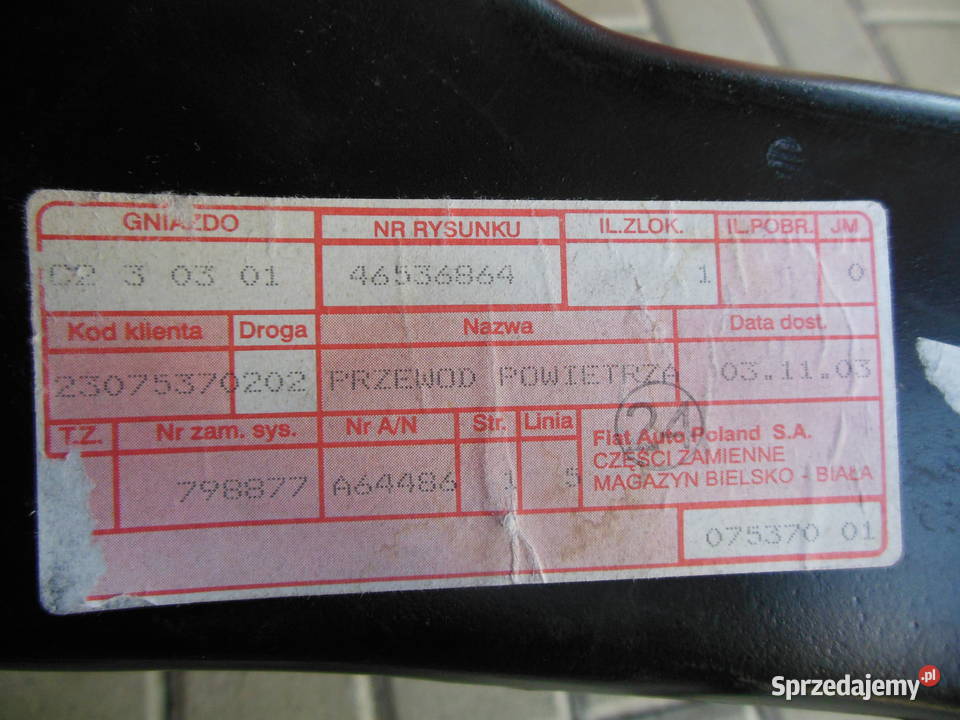 GNIAZDO NR RYSUNKU IL.ZLOK. IL.POBR. JM
C2 3 03 01 46536864 1 0
Kod klienta Droga Nazwa Data dost.
23075370202 PRZEWOD POWIETRZA 03.11.03
T.Z. Nr zam. sys. Nr A/N Str. Linia
798877 A64486 1 5
24
Fiat Auto Poland S.A.
CZĘŚCI ZAMIENNE
MAGAZYN BIELSKO - BIAŁA
075370 01
Sprzedajemy.pl